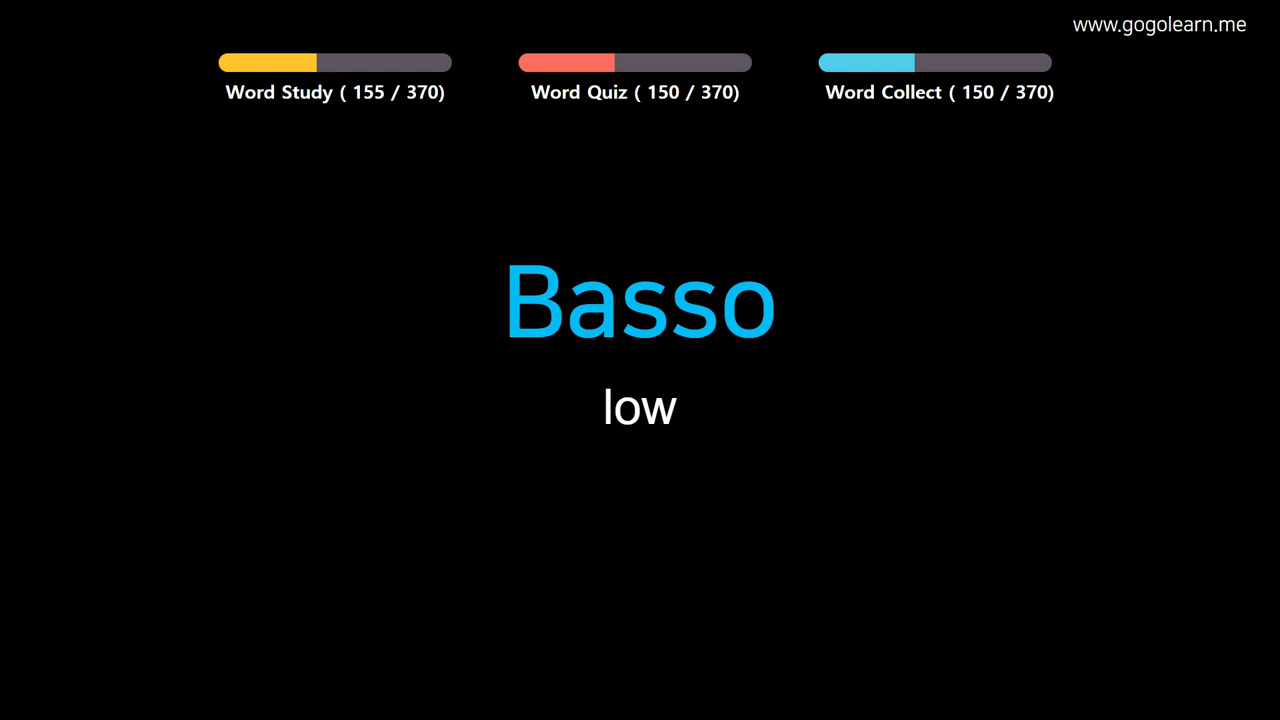 www.gogolearn.me
Word Study ( 155 / 370)
Word Quiz ( 150 / 370)
Word Collect ( 150 / 370)
Basso
low